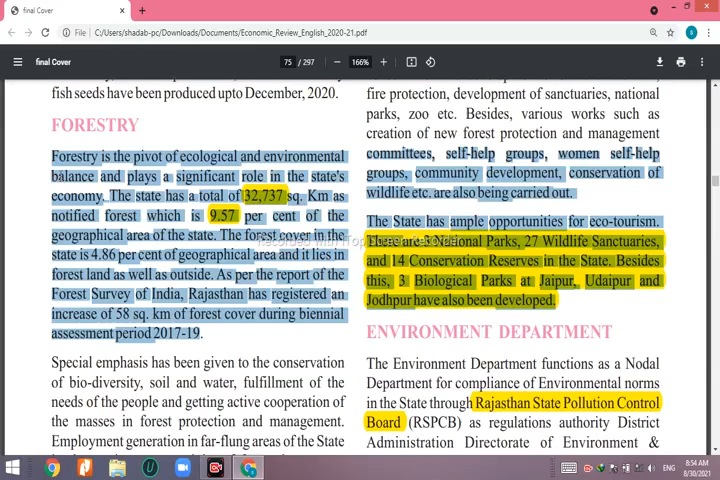 final Cover
File
C:/Users/shadab-pc/Downloads/Documents/Economic_Review_English_2020-21.pdf
final Cover
75 / 297
166%
fish seeds have been produced upto December, 2020.
FORESTRY
Forestry is the pivot of ecological and environmental
balance and plays a significant role in the state's
economy. The state has a total of 32,737 sq. Km as
notified forest which is 9.57 per cent of the
geographical area of the state. The forest cover in the
state is 4.86 per cent of geographical area and it lies in
forest land as well as outside. As per the report of the
Forest Survey of India, Rajasthan has registered an
increase of 58 sq. km of forest cover during biennial
assessment period 2017-19.
Special emphasis has been given to the conservation
of bio-diversity, soil and water, fulfillment of the
needs of the people and getting active cooperation of
the masses in forest protection and management.
Employment generation in far-flung areas of the State
fire protection, development of sanctuaries, national
parks, zoo etc. Besides, various works such as
creation of new forest protection and management
committees, self-help groups, women self-help
groups, community development, conservation of
wildlife etc. are also being carried out.
The State has ample opportunities for eco-tourism.
National Parks, 27 Wildlife Sanctuaries,
and 14 Conservation Reserves in the State. Besides
this, 3 Biological Parks at Jaipur, Udaipur and
Jodhpur have also been developed.
ENVIRONMENT DEPARTMENT
The Environment Department functions as a Nodal
Department for compliance of Environmental norms
in the State through Rajasthan State Pollution Control
Board (RSPCB) as regulations authority District
Administration Directorate of Environment &
Recorded with iTop Screen Recorder
8:54 AM
8/30/2021